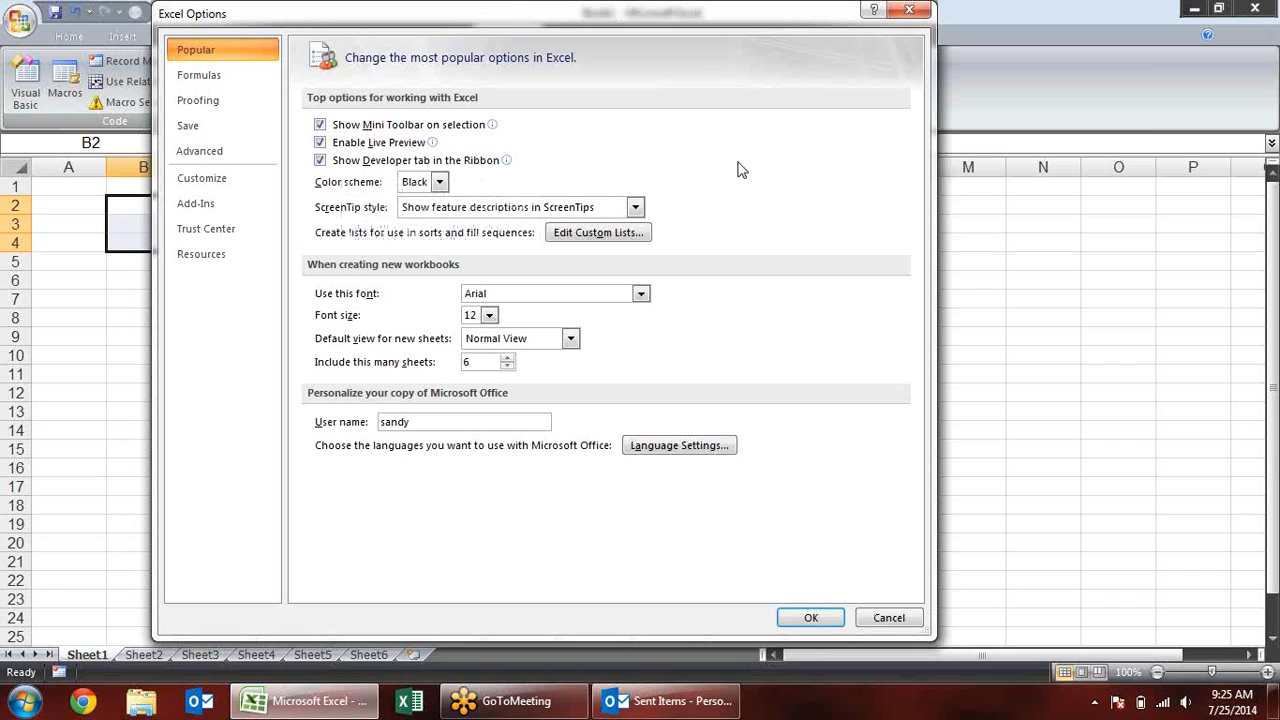 Excel Options
Home Insert
Visual Basic
Macros
Record M
Use Relat
Macro Se
Code
Popular
Formulas
Proofing
Save
Advanced
Customize
Add-Ins
Trust Center
Resources
Change the most popular options in Excel.
Top options for working with Excel
Show Mini Toolbar on selection
Enable Live Preview
Show Developer tab in the Ribbon
Color scheme: Black
ScreenTip style: Show feature descriptions in ScreenTips
Create lists for use in sorts and fill sequences: Edit Custom Lists...
When creating new workbooks
Use this font: Arial
Font size: 12
Default view for new sheets: Normal View
Include this many sheets: 6
Personalize your copy of Microsoft Office
User name: sandy
Choose the languages you want to use with Microsoft Office: Language Settings...
OK Cancel
B2
A B M N O P
1
2
3
4
5
6
7
8
9
10
11
12
13
14
15
16
17
18
19
20
21
22
23
24
25
Sheet1 Sheet2 Sheet3 Sheet4 Sheet5 Sheet6
Ready 100%
Microsoft Excel - ... GoToMeeting Sent Items - Perso...
9:25 AM
7/25/2014